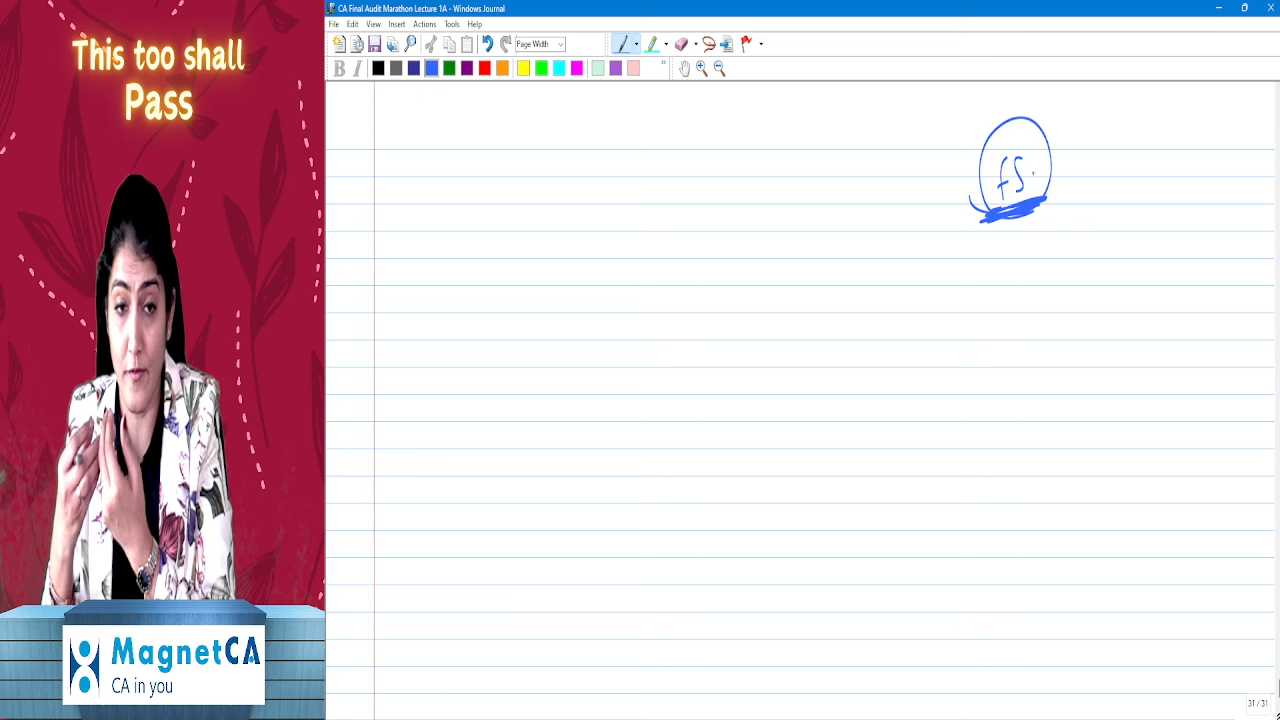 This too shall
Pass
CA Final Audit Marathon Lecture 1A - Windows Journal
File Edit View Insert Actions Tools Help
Page Width
B I
fS.
MagnetCA
CA in you
31 / 31